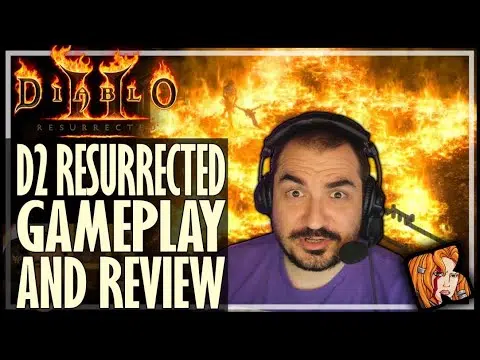 DIABLO
II
RESURRECTED
D2 RESURRECTED
GAMEPLAY
AND REVIEW